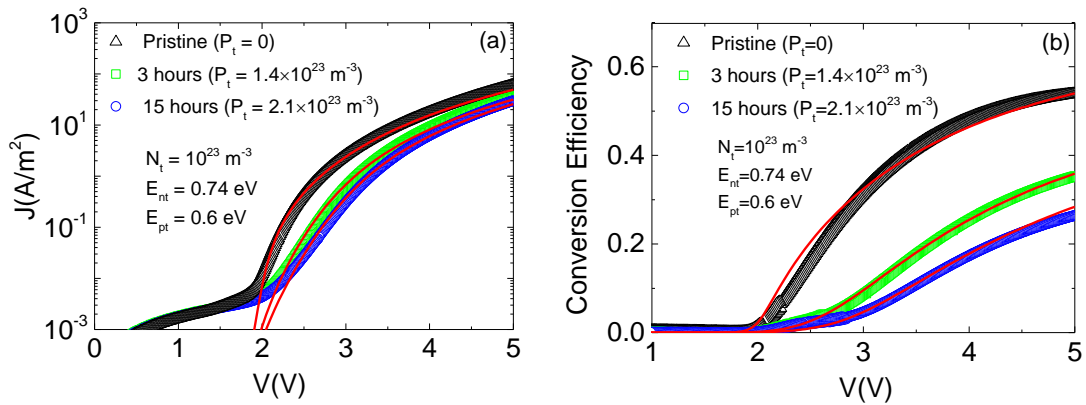 (a)
△ Pristine (P_t = 0)
□ 3 hours (P_t = 1.4×10^23 m^-3)
○ 15 hours (P_t = 2.1×10^23 m^-3)
N_t = 10^23 m^-3
E_nt = 0.74 eV
E_pt = 0.6 eV
J(A/m^2)
10^3
10^1
10^-1
10^-3
0 1 2 3 4 5
V(V)
(b)
△ Pristine (P_t=0)
□ 3 hours (P_t=1.4×10^23 m^-3)
○ 15 hours (P_t=2.1×10^23 m^-3)
N_t=10^23 m^-3
E_nt=0.74 eV
E_pt=0.6 eV
Conversion Efficiency
0.6
0.4
0.2
0.0
1 2 3 4 5
V(V)